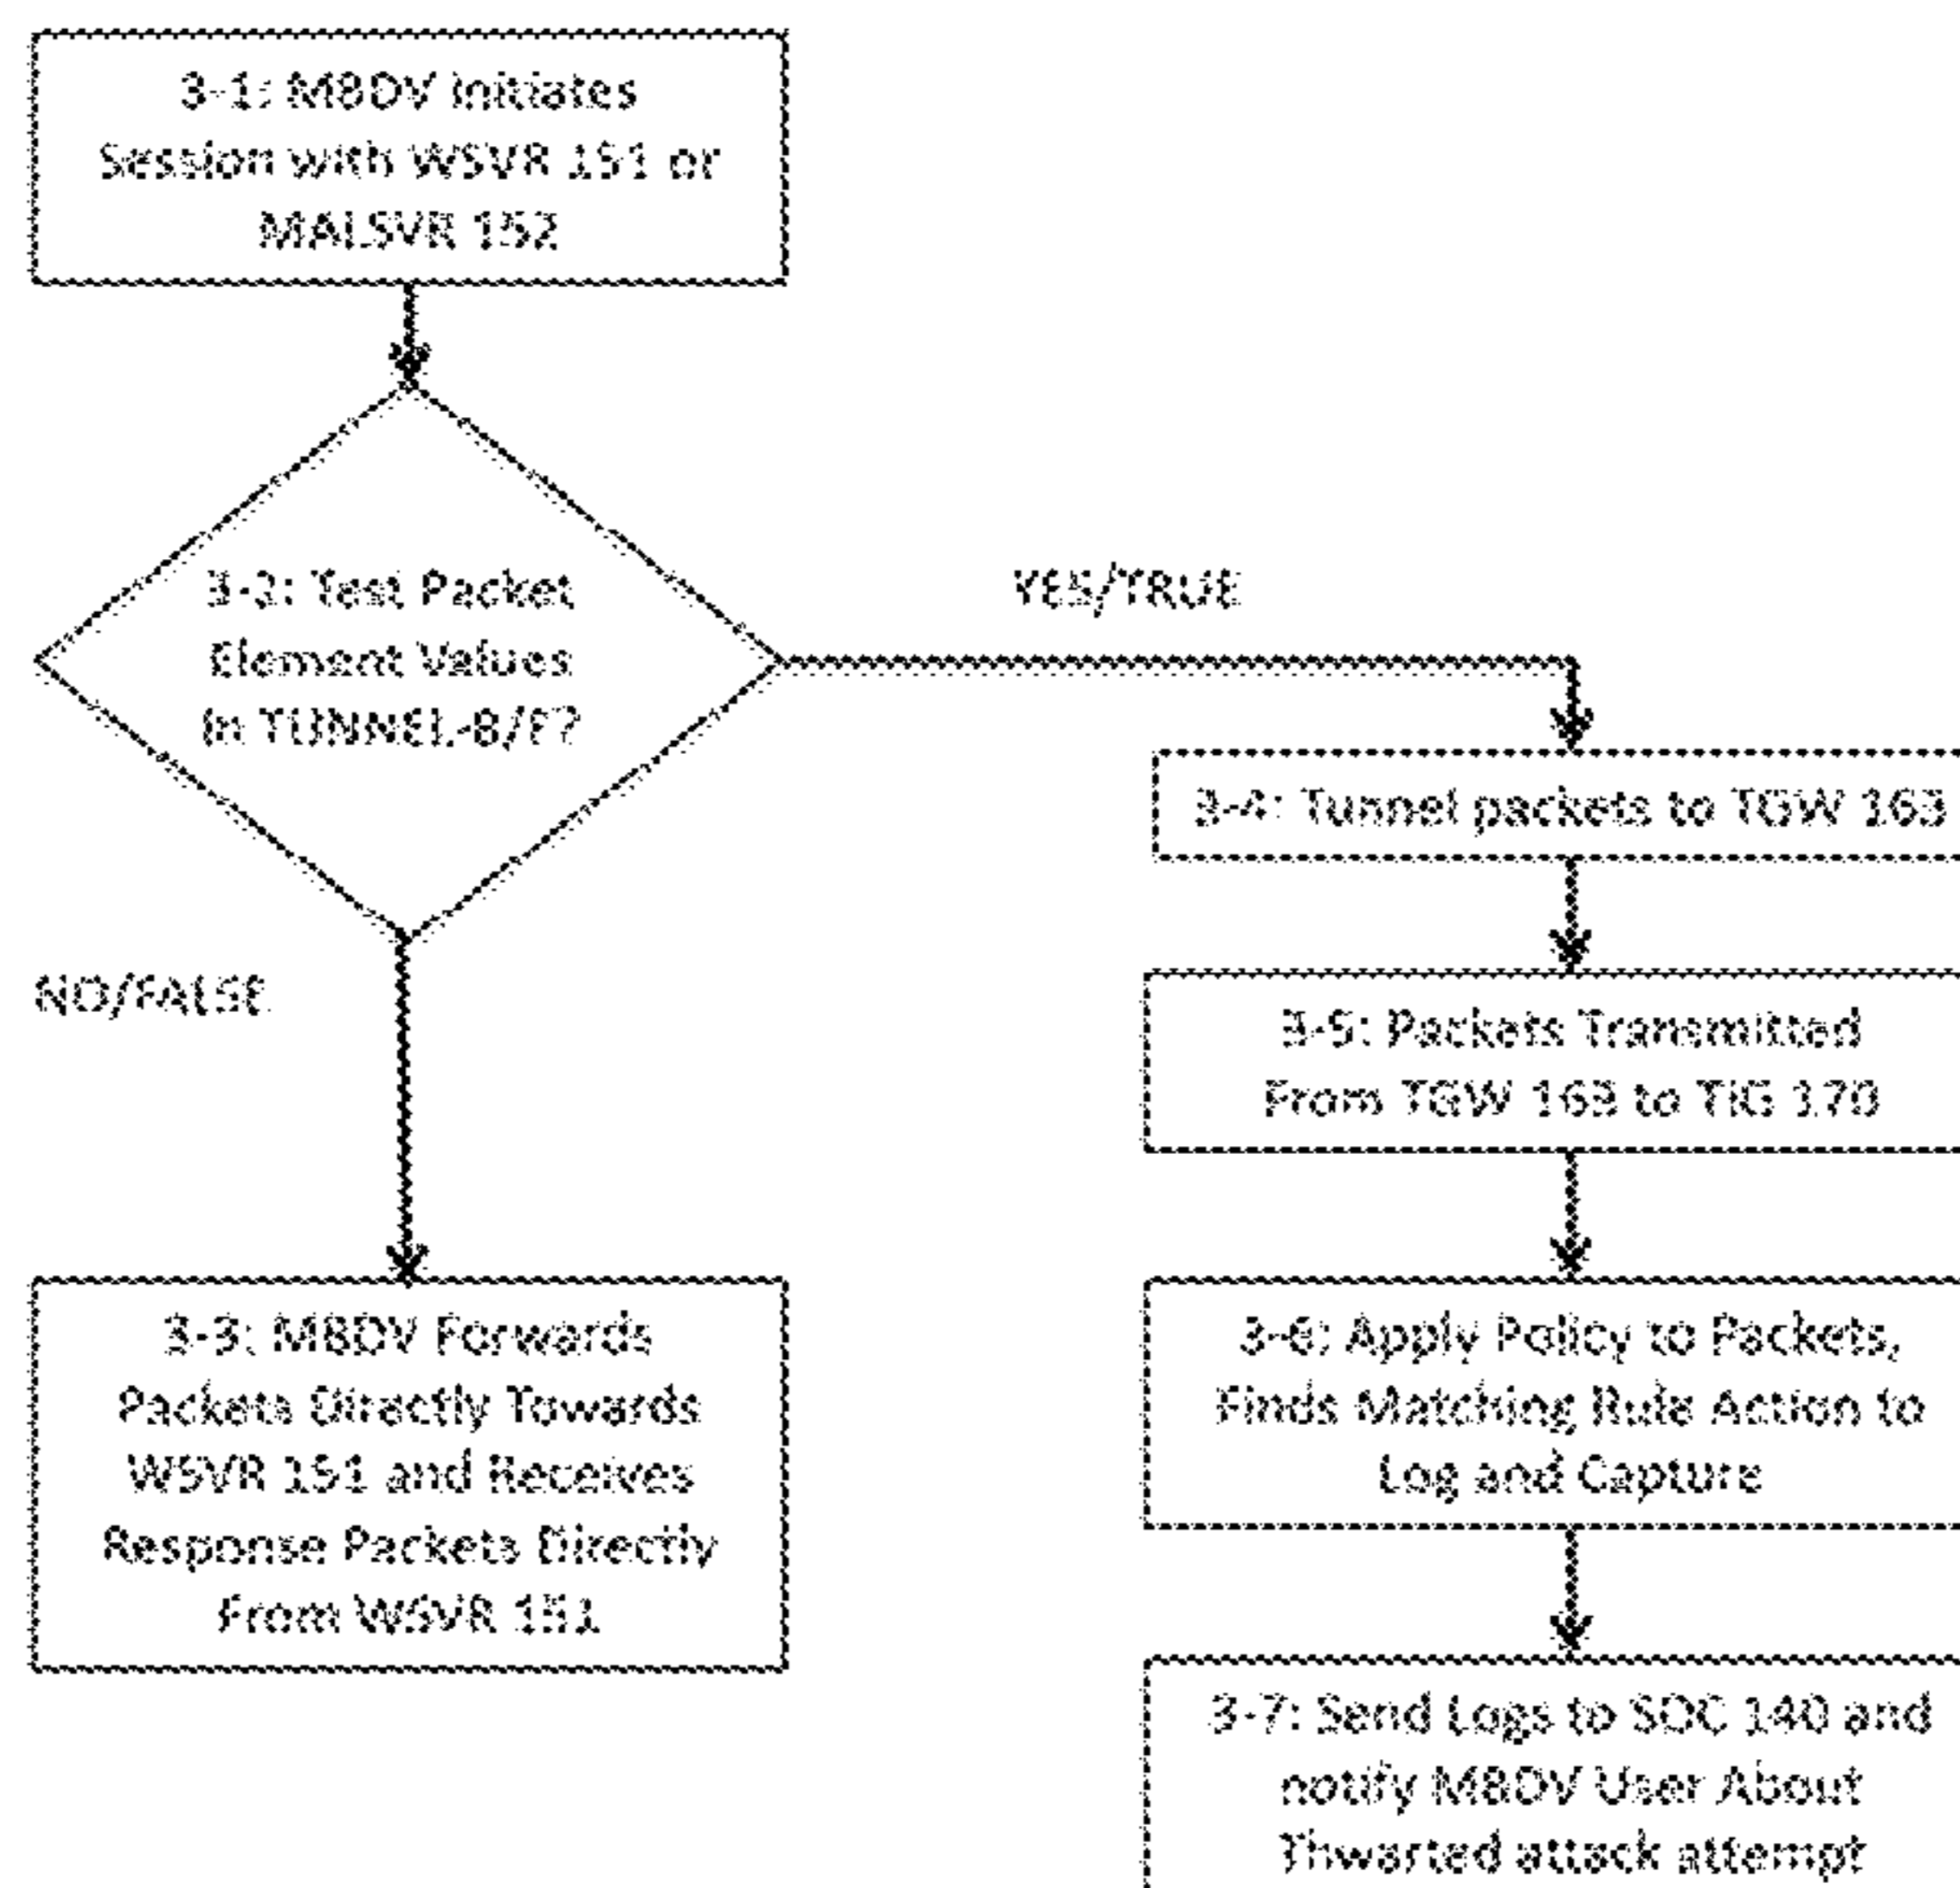 3-1: MBDV Initiates
Session with WSVR 151 or
MALSVR 152
3-2: Test Packet
Element Values
In TUNNEL-B/F?
YES/TRUE
NO/FALSE
3-4: Tunnel packets to TGW 163
3-5: Packets Transmitted
From TGW 163 to TIG 170
3-3: MBDV Forwards
Packets Directly Towards
WSVR 151 and Receives
Response Packets Directly
From WSVR 151
3-6: Apply Policy to Packets,
Finds Matching Rule Action to
Log and Capture
3-7: Send Logs to SOC 140 and
notify MBDV User About
Thwarted attack attempt